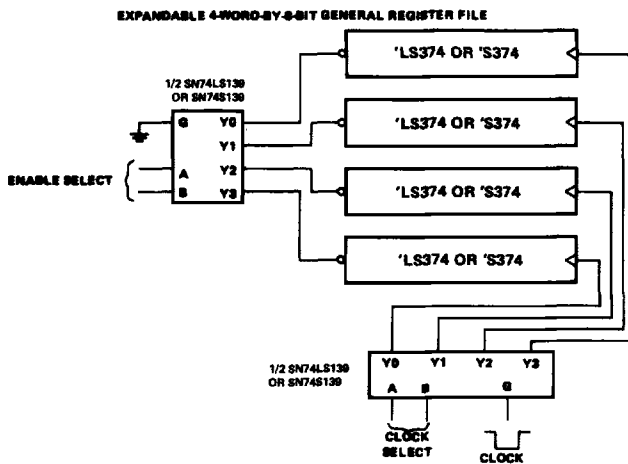 EXPANDABLE 4-WORD-BY-8-BIT GENERAL REGISTER FILE
'LS374 OR 'S374
1/2 SN74LS139
OR SN74S139
G Y0
Y1
A Y2
B Y3
ENABLE SELECT
'LS374 OR 'S374
'LS374 OR 'S374
'LS374 OR 'S374
1/2 SN74LS139
OR SN74S139
Y0 Y1 Y2 Y3
A B G
CLOCK
SELECT
CLOCK